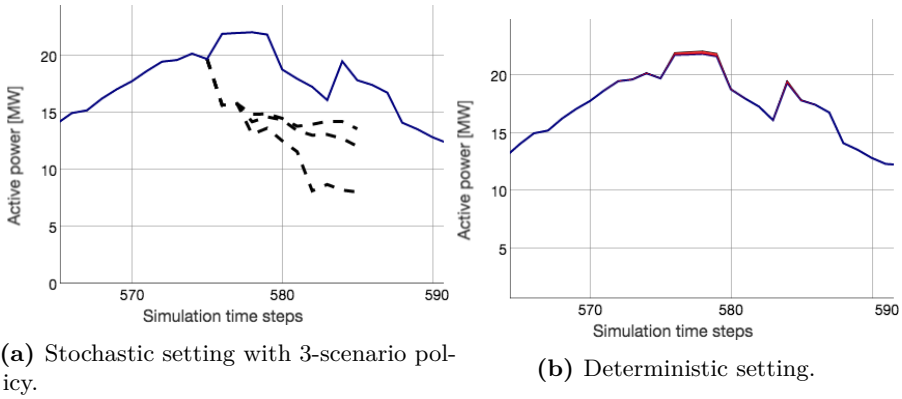 Active power [MW]
20
15
10
5
0
570
580
590
Simulation time steps
(a) Stochastic setting with 3-scenario pol-
icy.
Active power [MW]
20
15
10
5
570
580
590
Simulation time steps
(b) Deterministic setting.